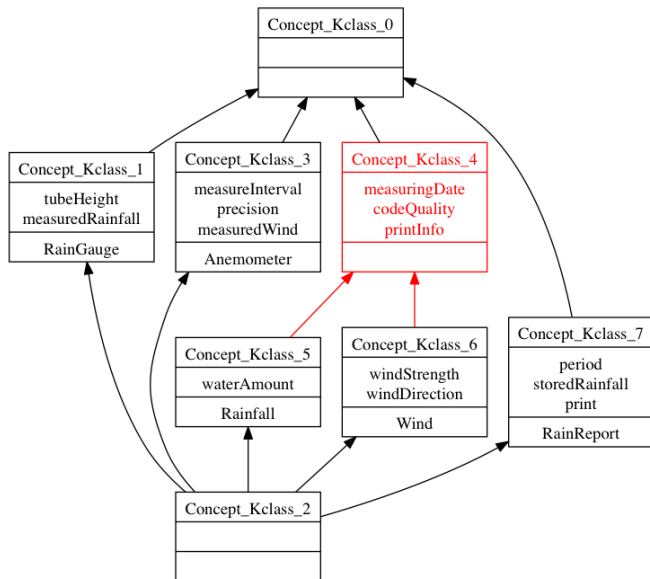 Concept_Kclass_0
Concept_Kclass_1
tubeHeight
measuredRainfall
RainGauge
Concept_Kclass_3
measureInterval
precision
measuredWind
Anemometer
Concept_Kclass_4
measuringDate
codeQuality
printInfo
Concept_Kclass_5
waterAmount
Rainfall
Concept_Kclass_6
windStrength
windDirection
Wind
Concept_Kclass_7
period
storedRainfall
print
RainReport
Concept_Kclass_2